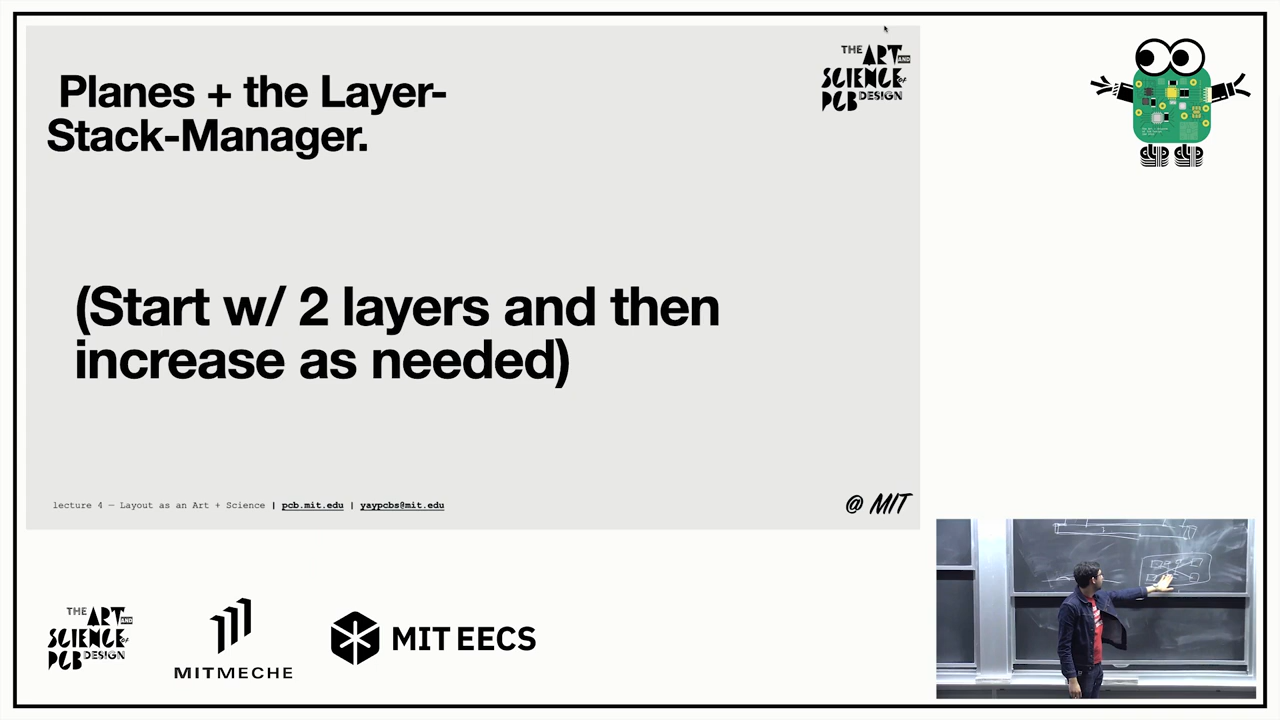 Planes + the Layer-
Stack-Manager.
THE ART AND
SCIENCE of
PCB DESIGN
(Start w/ 2 layers and then
increase as needed)
lecture 4 — Layout as an Art + Science | pcb.mit.edu | yaypcbs@mit.edu
@ MIT
THE ART AND
SCIENCE of
PCB DESIGN
MITMECHE
MIT EECS